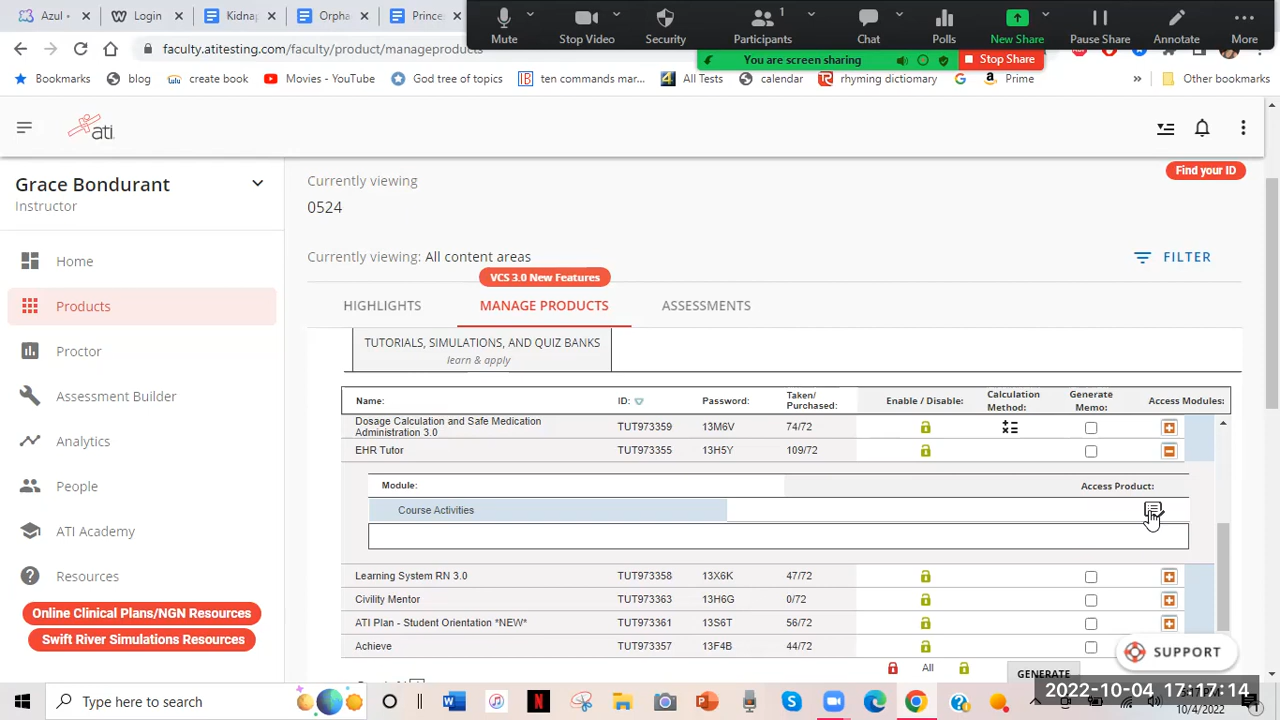 Azul
Login
Kidna
Orpha
Prince
Mute
Stop Video
Security
1
Participants
Chat
Polls
New Share
Pause Share
Annotate
More
faculty.atitesting.com/faculty/product/manageproducts
You are screen sharing
Stop Share
Bookmarks
blog
create book
Movies - YouTube
God tree of topics
ten commands mar...
All Tests
calendar
rhyming dictionary
Prime
»
Other bookmarks
ati
Grace Bondurant
Instructor
Find your ID
Currently viewing
0524
Currently viewing: All content areas
FILTER
VCS 3.0 New Features
HIGHLIGHTS
MANAGE PRODUCTS
ASSESSMENTS
Home
Products
Proctor
Assessment Builder
Analytics
People
ATI Academy
Resources
Online Clinical Plans/NGN Resources
Swift River Simulations Resources
TUTORIALS, SIMULATIONS, AND QUIZ BANKS
learn & apply
Name: ID: Password: Taken/ Purchased: Enable / Disable: Calculation Method: Generate Memo: Access Modules:
Dosage Calculation and Safe Medication Administration 3.0 TUT973359 13M6V 74/72
EHR Tutor TUT973355 13H5Y 109/72
Module: Access Product:
Course Activities
Learning System RN 3.0 TUT973358 13X6K 47/72
Civility Mentor TUT973363 13H6G 0/72
ATI Plan - Student Orientation *NEW* TUT973361 13S6T 56/72
Achieve TUT973357 13F4B 44/72
All
GENERATE
SUPPORT
Type here to search
2022-10-04 17:17:14
10/4/2022